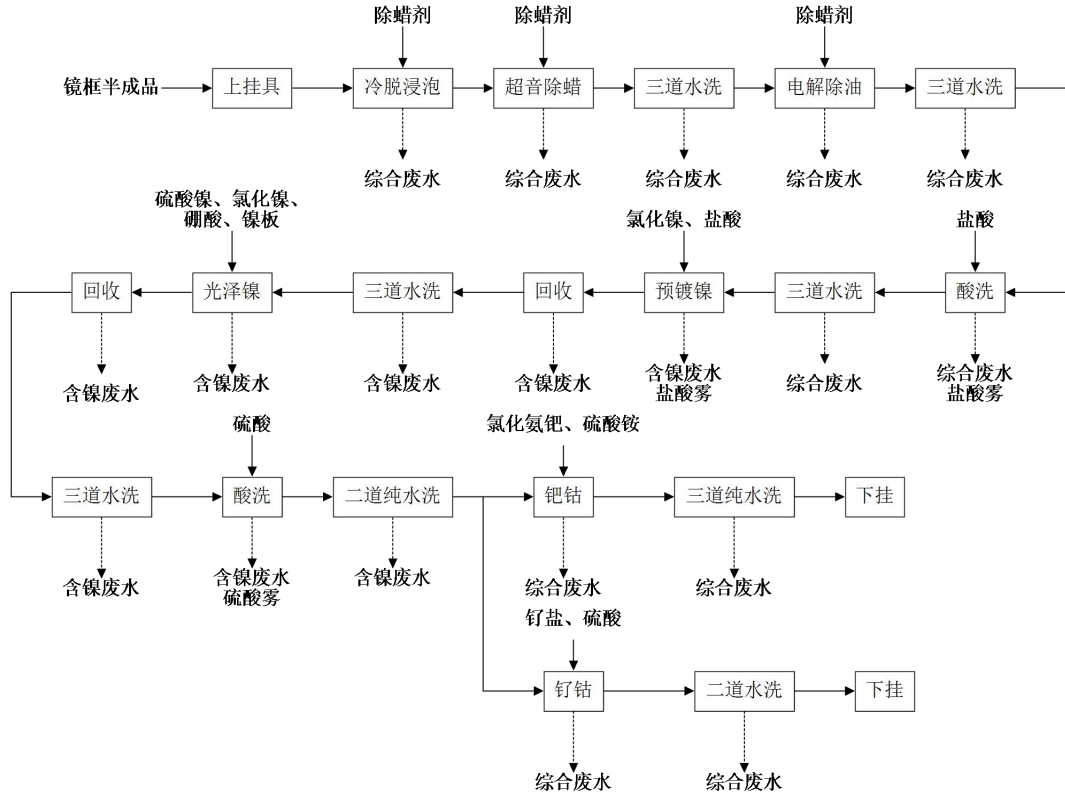 除蜡剂
除蜡剂
除蜡剂
镜框半成品
上挂具
冷脱浸泡
超音除蜡
三道水洗
电解除油
三道水洗
综合废水
综合废水
综合废水
综合废水
综合废水
硫酸镍、氯化镍、
硼酸、镍板
氯化镍、盐酸
盐酸
回收
光泽镍
三道水洗
回收
预镀镍
三道水洗
酸洗
含镍废水
含镍废水
含镍废水
含镍废水
含镍废水
盐酸雾
综合废水
综合废水
盐酸雾
硫酸
氯化氨钯、硫酸铵
三道水洗
酸洗
二道纯水洗
钯钴
三道纯水洗
下挂
含镍废水
含镍废水
硫酸雾
含镍废水
综合废水
综合废水
钌盐、硫酸
钌钴
二道水洗
下挂
综合废水
综合废水